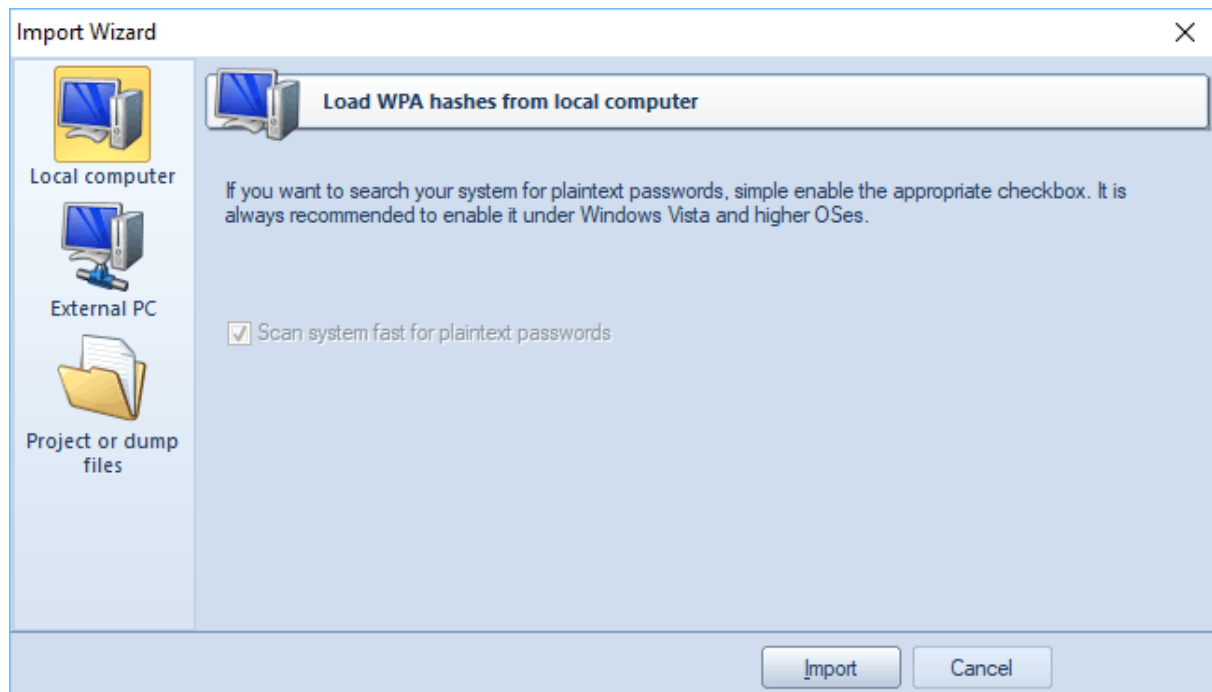 Import Wizard
Load WPA hashes from local computer
Local computer
If you want to search your system for plaintext passwords, simple enable the appropriate checkbox. It is
always recommended to enable it under Windows Vista and higher OSes.
External PC
Scan system fast for plaintext passwords
Project or dump
files
Import
Cancel